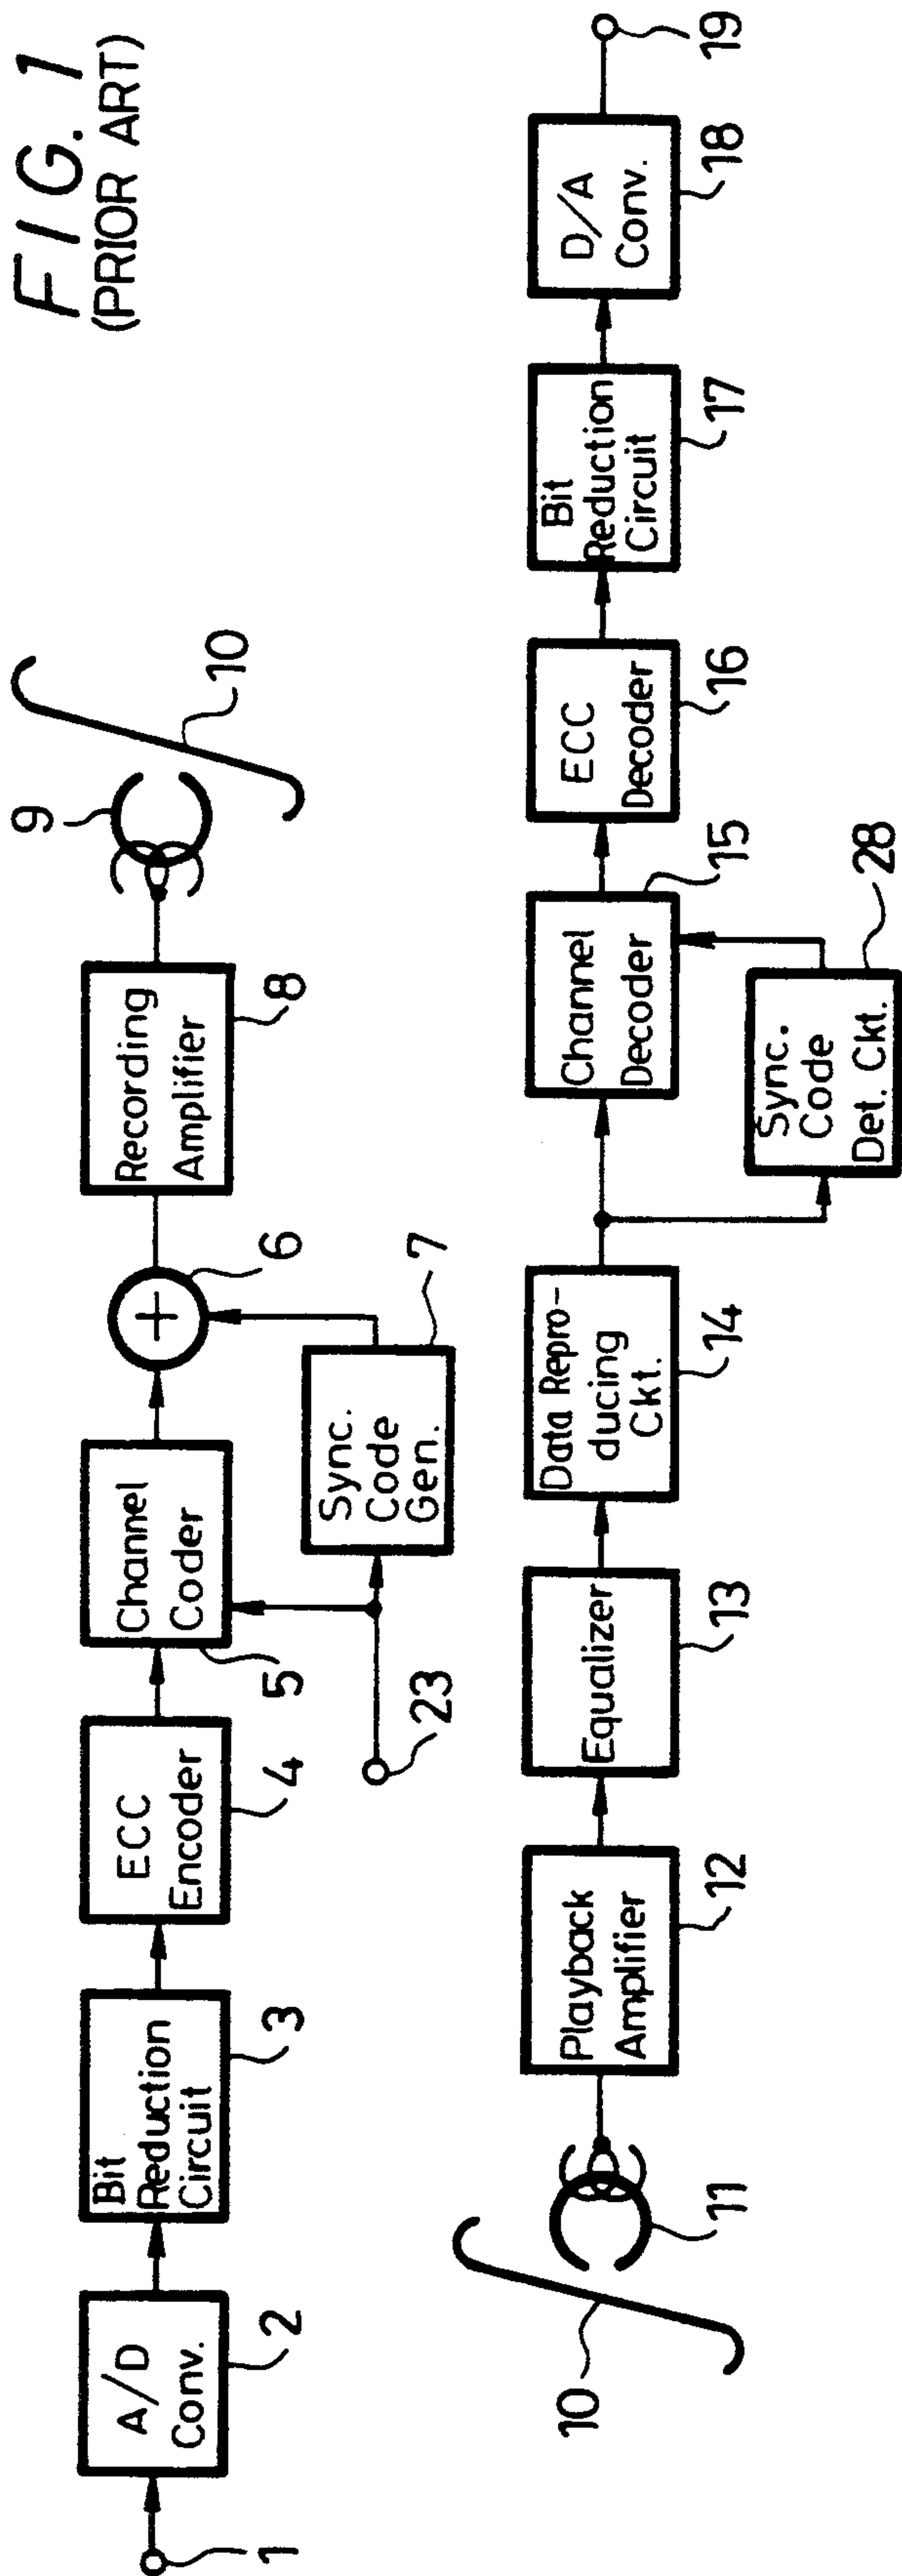 FIG. 1
(PRIOR ART)
1
A/D
Conv.
2
Bit
Reduction
Circuit
3
ECC
Encoder
4
Channel
Coder
5
+
6
Sync.
Code
Gen.
7
23
Recording
Amplifier
8
9
10
10
11
Playback
Amplifier
12
Equalizer
13
Data Repro-
ducing
Ckt.
14
Channel
Decoder
15
Sync.
Code
Det. Ckt.
28
ECC
Decoder
16
Bit
Reduction
Circuit
17
D/A
Conv.
18
19